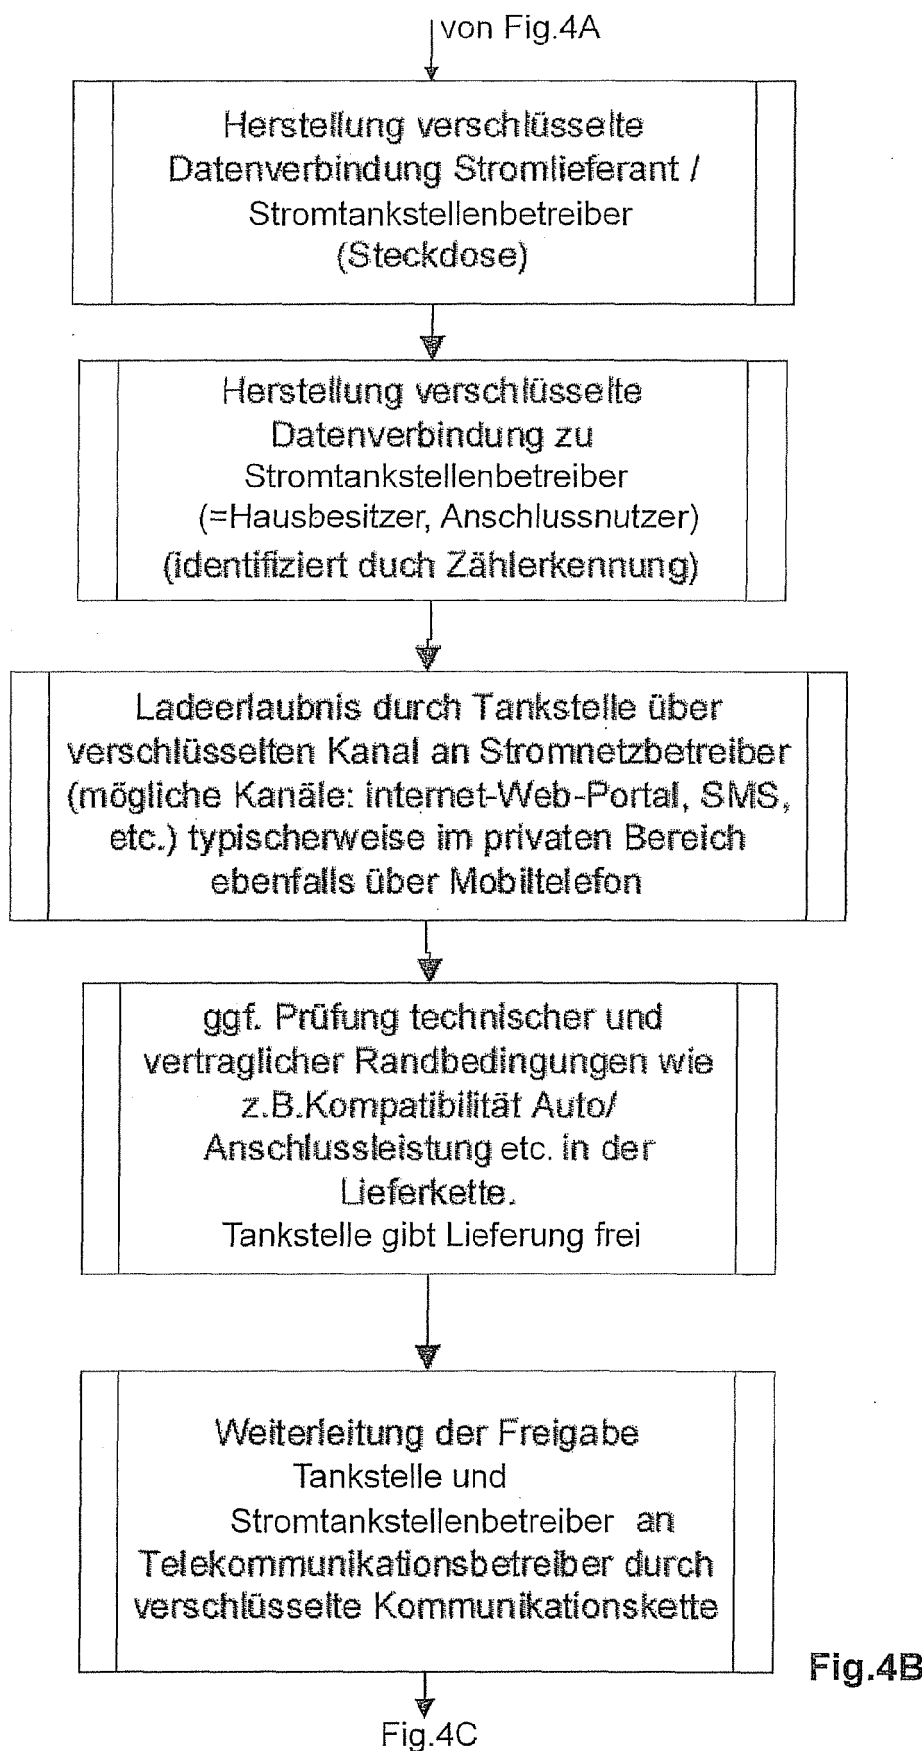 von Fig.4A
Herstellung verschlüsselte
Datenverbindung Stromlieferant /
Stromtankstellenbetreiber
(Steckdose)
Herstellung verschlüsselte
Datenverbindung zu
Stromtankstellenbetreiber
(=Hausbesitzer, Anschlussnutzer)
(identifiziert duch Zählerkennung)
Ladeerlaubnis durch Tankstelle über
verschlüsselten Kanal an Stromnetzbetreiber
(mögliche Kanäle: internet-Web-Portal, SMS,
etc.) typischerweise im privaten Bereich
ebenfalls über Mobiltelefon
ggf. Prüfung technischer und
vertraglicher Randbedingungen wie
z.B.Kompatibilität Auto/
Anschlussleistung etc. in der
Lieferkette.
Tankstelle gibt Lieferung frei
Weiterleitung der Freigabe
Tankstelle und
Stromtankstellenbetreiber an
Telekommunikationsbetreiber durch
verschlüsselte Kommunikationskette
Fig.4B
Fig.4C